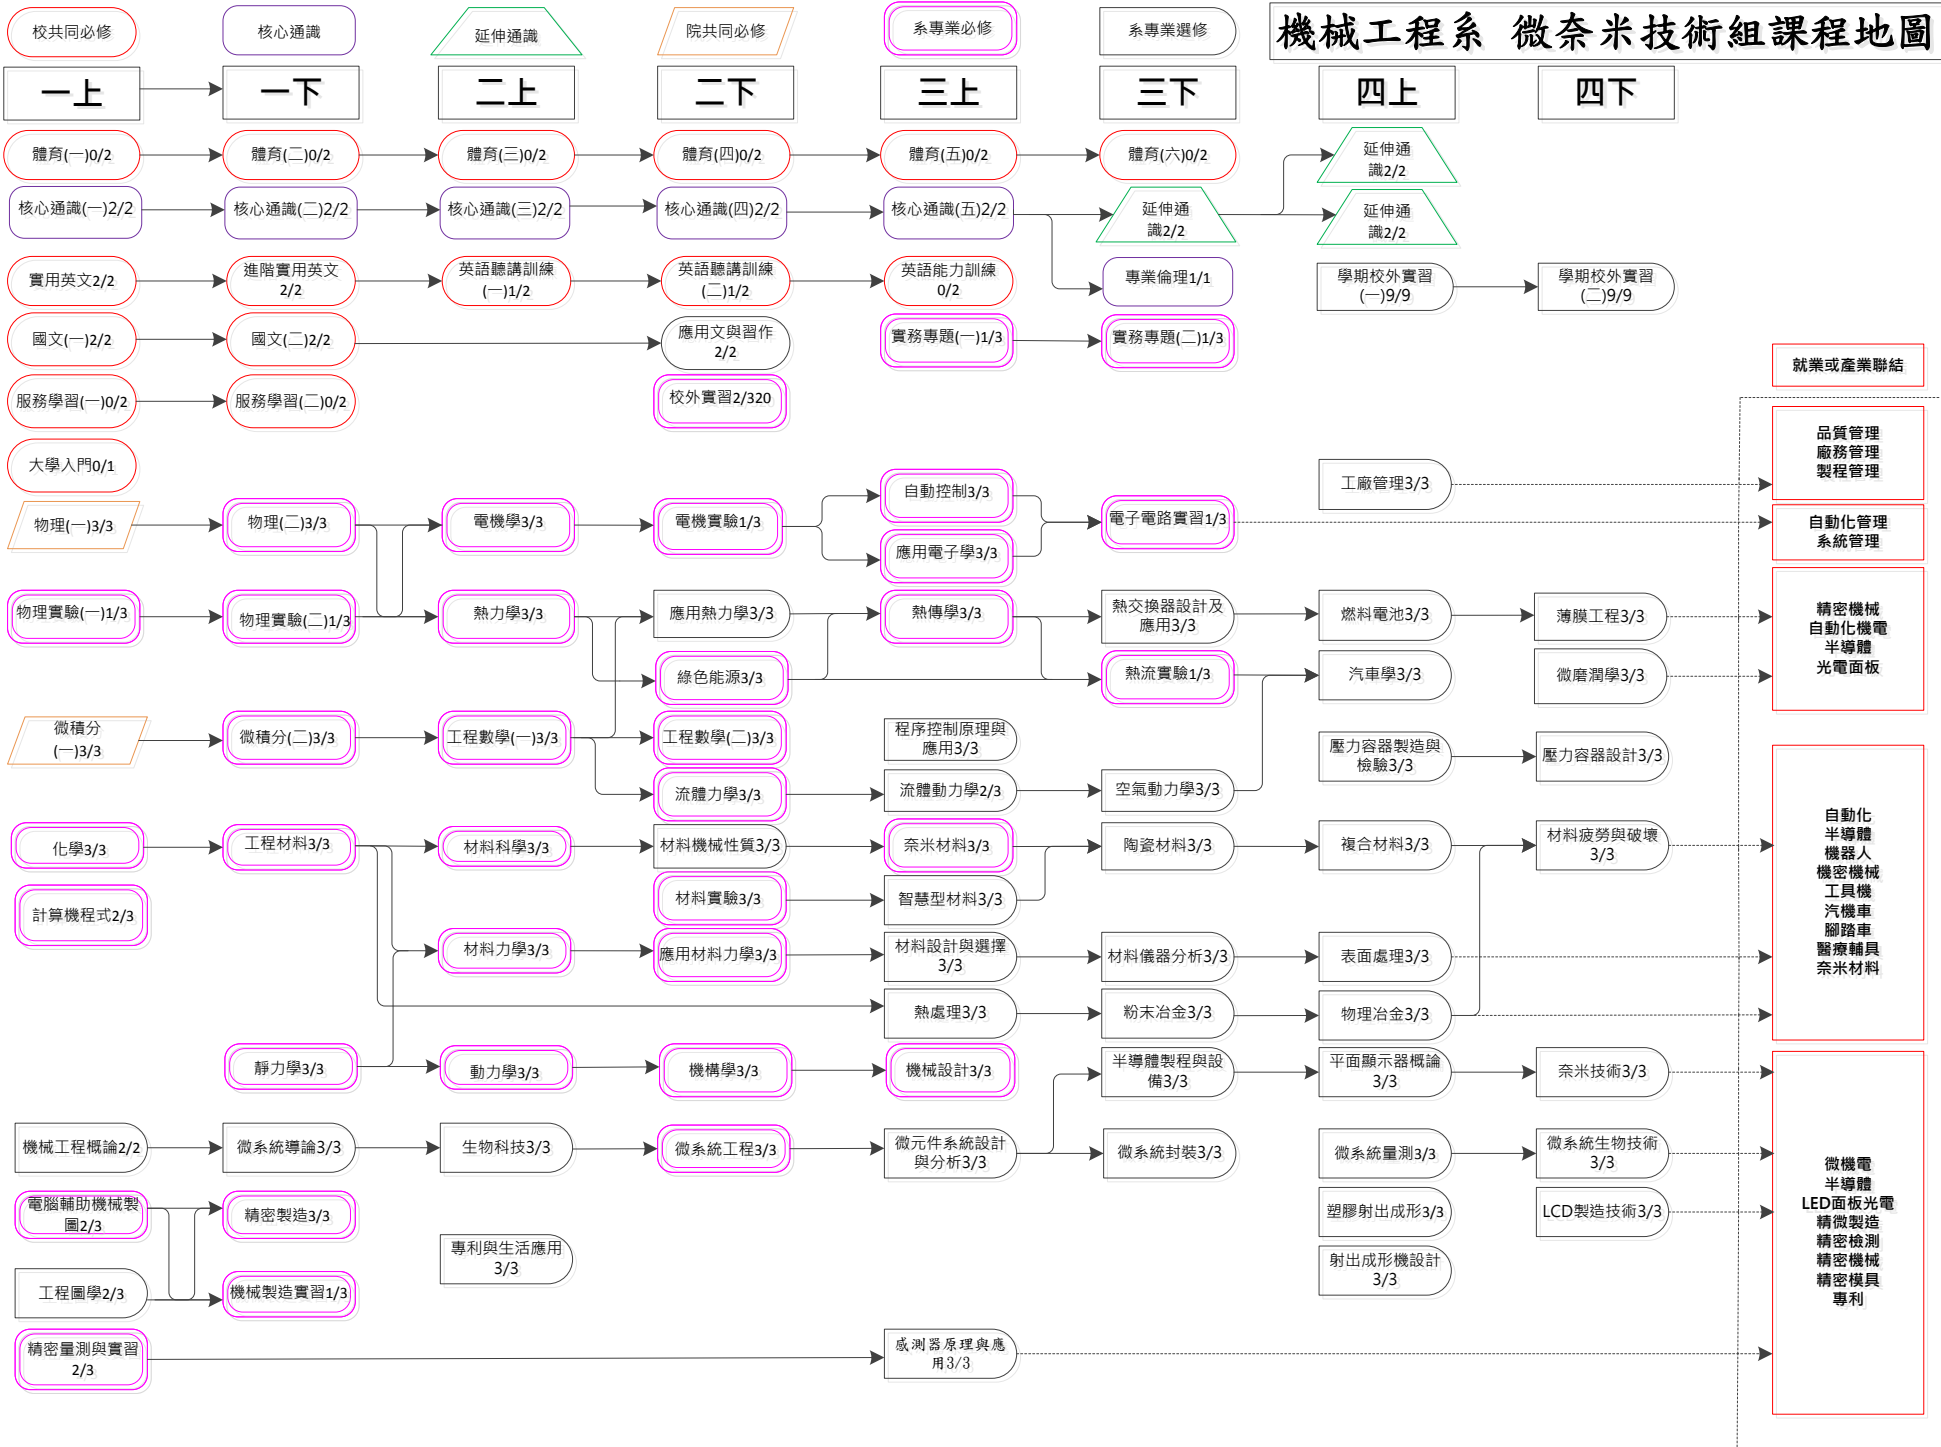 校共同必修
核心通識
延伸通識
院共同必修
系專業必修
系專業選修
機械工程系 微奈米技術組課程地圖
一上
一下
二上
二下
三上
三下
四上
四下
體育(一)0/2
體育(二)0/2
體育(三)0/2
體育(四)0/2
體育(五)0/2
體育(六)0/2
延伸通
識2/2
核心通識(一)2/2
核心通識(二)2/2
核心通識(三)2/2
核心通識(四)2/2
核心通識(五)2/2
延伸通
識2/2
延伸通
識2/2
實用英文2/2
進階實用英文
2/2
英語聽講訓練
(一)1/2
英語聽講訓練
(二)1/2
英語能力訓練
0/2
專業倫理1/1
學期校外實習
(一)9/9
學期校外實習
(二)9/9
國文(一)2/2
國文(二)2/2
應用文與習作
2/2
實務專題(一)1/3
實務專題(二)1/3
就業或產業聯結
服務學習(一)0/2
服務學習(二)0/2
校外實習2/320
品質管理
廠務管理
製程管理
大學入門0/1
工廠管理3/3
物理(一)3/3
物理(二)3/3
電機學3/3
電機實驗1/3
自動控制3/3
應用電子學3/3
電子電路實習1/3
自動化管理
系統管理
物理實驗(一)1/3
物理實驗(二)1/3
熱力學3/3
應用熱力學3/3
熱傳學3/3
熱交換器設計及
應用3/3
燃料電池3/3
薄膜工程3/3
精密機械
自動化機電
半導體
光電面板
綠色能源3/3
熱流實驗1/3
汽車學3/3
微磨潤學3/3
微積分
(一)3/3
微積分(二)3/3
工程數學(一)3/3
工程數學(二)3/3
程序控制原理與
應用3/3
壓力容器製造與
檢驗3/3
壓力容器設計3/3
流體力學3/3
流體動力學2/3
空氣動力學3/3
化學3/3
工程材料3/3
材料科學3/3
材料機械性質3/3
奈米材料3/3
陶瓷材料3/3
複合材料3/3
材料疲勞與破壞
3/3
自動化
半導體
機器人
機密機械
工具機
汽機車
腳踏車
醫療輔具
奈米材料
計算機程式2/3
材料實驗3/3
智慧型材料3/3
材料力學3/3
應用材料力學3/3
材料設計與選擇
3/3
材料儀器分析3/3
表面處理3/3
熱處理3/3
粉末冶金3/3
物理冶金3/3
靜力學3/3
動力學3/3
機構學3/3
機械設計3/3
半導體製程與設
備3/3
平面顯示器概論
3/3
奈米技術3/3
機械工程概論2/2
微系統導論3/3
生物科技3/3
微系統工程3/3
微元件系統設計
與分析3/3
微系統封裝3/3
微系統量測3/3
微系統生物技術
3/3
微機電
半導體
LED面板光電
精微製造
精密檢測
精密機械
精密模具
專利
電腦輔助機械製
圖2/3
精密製造3/3
塑膠射出成形3/3
LCD製造技術3/3
專利與生活應用
3/3
射出成形機設計
3/3
工程圖學2/3
機械製造實習1/3
精密量測與實習
2/3
感測器原理與應
用3/3